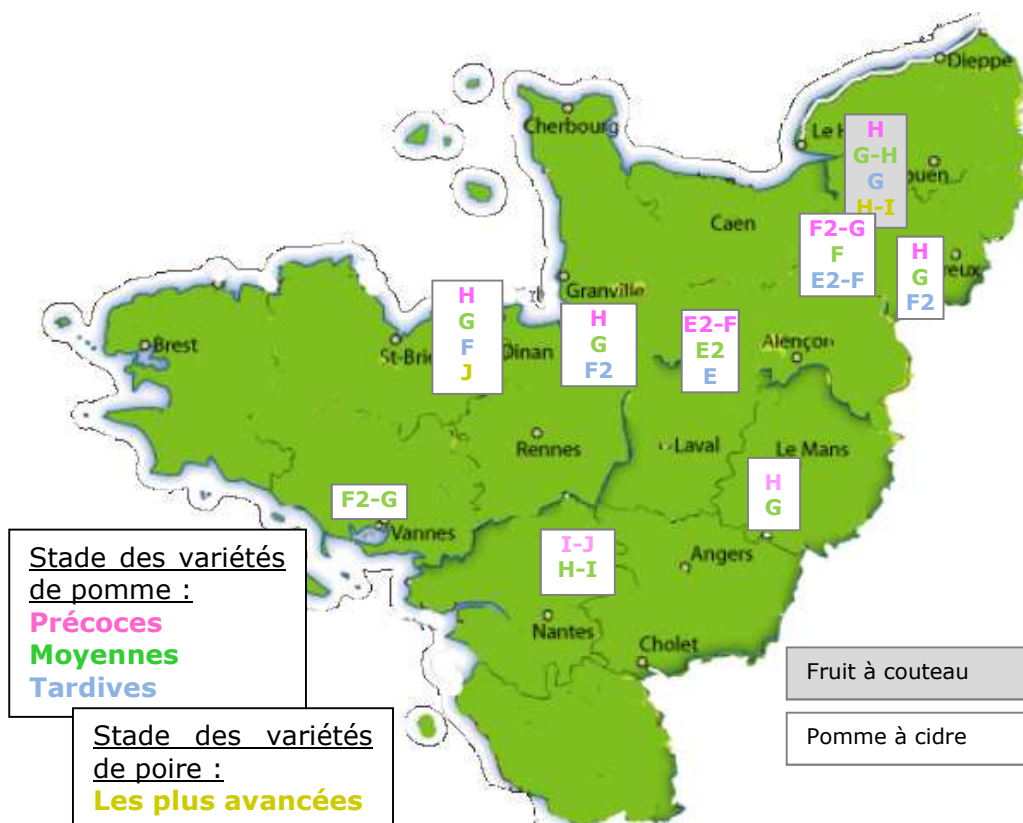 Dieppe
Cherbourg
Le H
H
G-H
G
H-I
ouen
Caen
F2-G
F
E2-F
H
G
F2
reux
Granville
H
G
F
J
H
G
F2
E2-F
E2
E
Alençon
Brest
St-Brie
Dinan
Rennes
Laval
Le Mans
H
G
F2-G
Vannes
I-J
H-I
Angers
Nantes
Cholet
Stade des variétés
de pomme :
Précoces
Moyennes
Tardives
Stade des variétés
de poire :
Les plus avancées
Fruit à couteau
Pomme à cidre